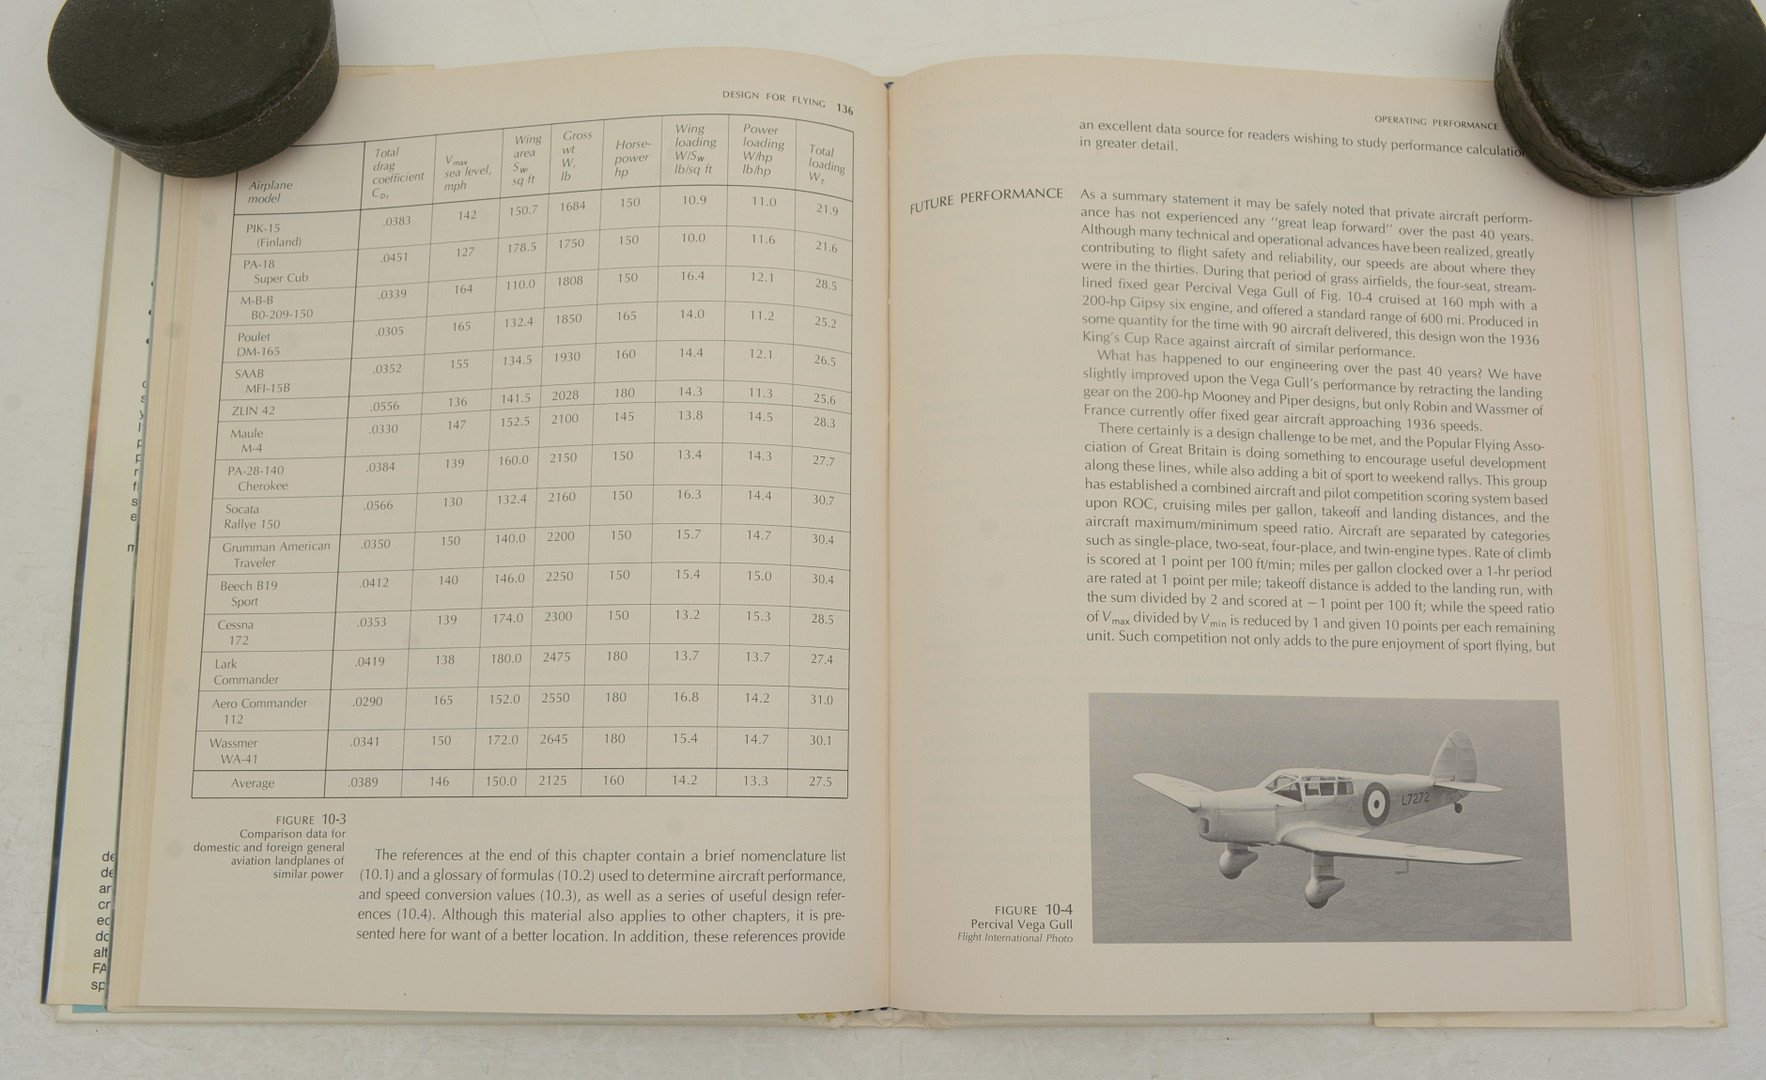 DESIGN FOR FLYING 136
Airplane model | Total drag coefficient C_D, | V_max sea level, mph | Wing area S_W, sq ft | Gross wt W, lb | Horse-power hp | Wing loading W/S_W lb/sq ft | Power loading W/hp lb/hp | Total loading W_T
PIK-15 (Finland) .0383 142 150.7 1684 150 10.9 11.0 21.9
PA-18 Super Cub .0451 127 178.5 1750 150 10.0 11.6 21.6
M-B-B B0-209-150 .0339 164 110.0 1808 150 16.4 12.1 28.5
Poulet DM-165 .0305 165 132.4 1850 165 14.0 11.2 25.2
SAAB MFI-15B .0352 155 134.5 1930 160 14.4 12.1 26.5
ZLIN 42 .0556 136 141.5 2028 180 14.3 11.3 25.6
Maule M-4 .0330 147 152.5 2100 145 13.8 14.5 28.3
PA-28-140 Cherokee .0384 139 160.0 2150 150 13.4 14.3 27.7
Socata Rallye 150 .0566 130 132.4 2160 150 16.3 14.4 30.7
Grumman American Traveler .0350 150 140.0 2200 150 15.7 14.7 30.4
Beech B19 Sport .0412 140 146.0 2250 150 15.4 15.0 30.4
Cessna 172 .0353 139 174.0 2300 150 13.2 15.3 28.5
Lark Commander .0419 138 180.0 2475 180 13.7 13.7 27.4
Aero Commander 112 .0290 165 152.0 2550 180 16.8 14.2 31.0
Wassmer WA-41 .0341 150 172.0 2645 180 15.4 14.7 30.1
Average .0389 146 150.0 2125 160 14.2 13.3 27.5
FIGURE 10-3
Comparison data for
domestic and foreign general
aviation landplanes of
similar power
The references at the end of this chapter contain a brief nomenclature list
(10.1) and a glossary of formulas (10.2) used to determine aircraft performance,
and speed conversion values (10.3), as well as a series of useful design refer-
ences (10.4). Although this material also applies to other chapters, it is pre-
sented here for want of a better location. In addition, these references provide
OPERATING PERFORMANCE
an excellent data source for readers wishing to study performance
in greater detail.
FUTURE PERFORMANCE
As a summary statement it may be safely noted that private aircraft perform-
ance has not experienced any "great leap forward" over the past 40 years.
Although many technical and operational advances have been realized, greatly
contributing to flight safety and reliability, our speeds are about where they
were in the thirties. During that period of grass airfields, the four-seat, stream-
lined fixed gear Percival Vega Gull of Fig. 10-4 cruised at 160 mph with a
200-hp Gipsy six engine, and offered a standard range of 600 mi. Produced in
some quantity for the time with 90 aircraft delivered, this design won the 1936
King's Cup Race against aircraft of similar performance.
What has happened to our engineering over the past 40 years? We have
slightly improved upon the Vega Gull's performance by retracting the landing
gear on the 200-hp Mooney and Piper designs, but only Robin and Wassmer of
France currently offer fixed gear aircraft approaching 1936 speeds.
There certainly is a design challenge to be met, and the Popular Flying Asso-
ciation of Great Britain is doing something to encourage useful development
along these lines, while also adding a bit of sport to weekend rallys. This group
has established a combined aircraft and pilot competition scoring system based
upon ROC, cruising miles per gallon, takeoff and landing distances, and the
aircraft maximum/minimum speed ratio. Aircraft are separated by categories
such as single-place, two-seat, four-place, and twin-engine types. Rate of climb
is scored at 1 point per 100 ft/min; miles per gallon clocked over a 1-hr period
are rated at 1 point per mile; takeoff distance is added to the landing run, with
the sum divided by 2 and scored at −1 point per 100 ft; while the speed ratio
of V_max divided by V_min is reduced by 1 and given 10 points per each remaining
unit. Such competition not only adds to the pure enjoyment of sport flying, but
L7272
FIGURE 10-4
Percival Vega Gull
Flight International Photo